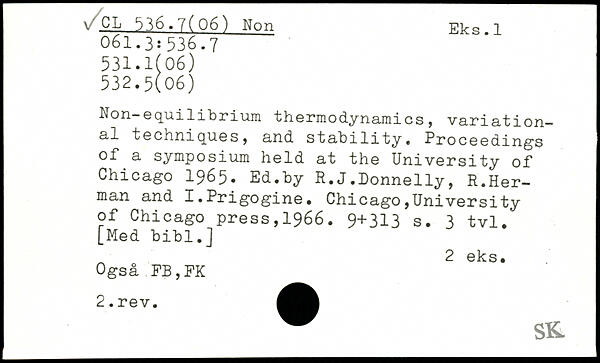 CL 536.7(06) Non Eks.1
061.3:536.7
531.1(06)
532.5(06)
Non-equilibrium thermodynamics, variation-
al techniques, and stability. Proceedings
of a symposium held at the University of
Chicago 1965. Ed.by R.J.Donnelly, R.Her-
man and I.Prigogine. Chicago,University
of Chicago press,1966. 9+313 s. 3 tvl.
[Med bibl.]
2 eks.
Også FB,FK
2.rev.
SK